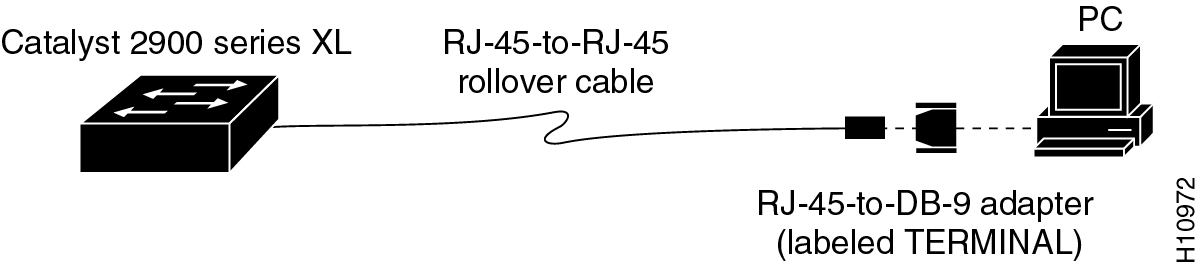 PC
Catalyst 2900 series XL
RJ-45-to-RJ-45
rollover cable
RJ-45-to-DB-9 adapter
(labeled TERMINAL)
H10972